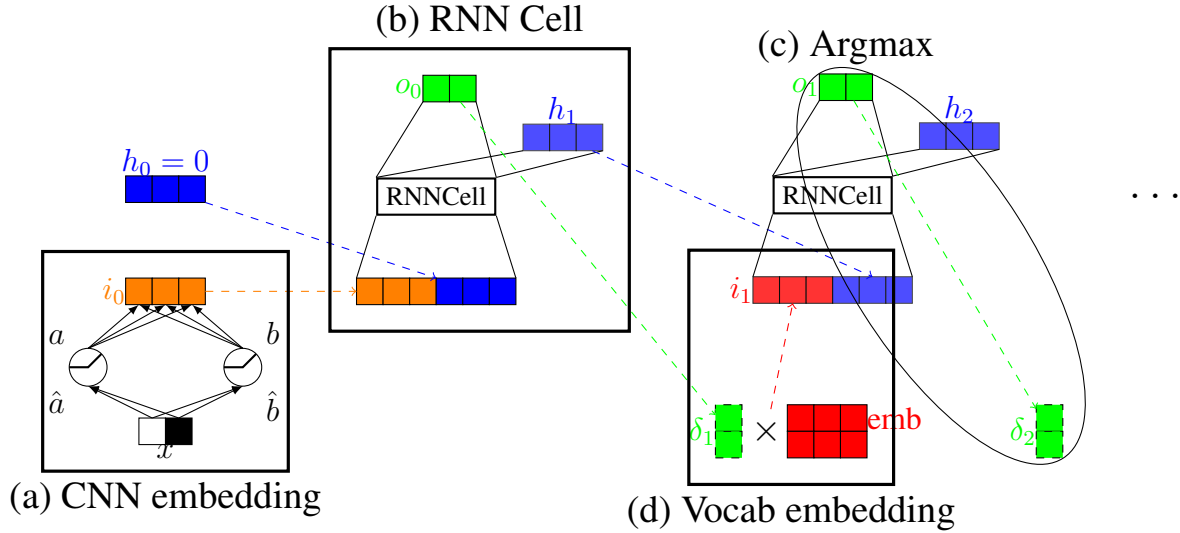 (b) RNN Cell
(c) Argmax
o₀
o₁
h₁
h₂
h₀ = 0
RNNCell
RNNCell
. . .
i₀
i₁
a
b
â
b̂
x
δ₁
×
emb
δ₂
(a) CNN embedding
(d) Vocab embedding